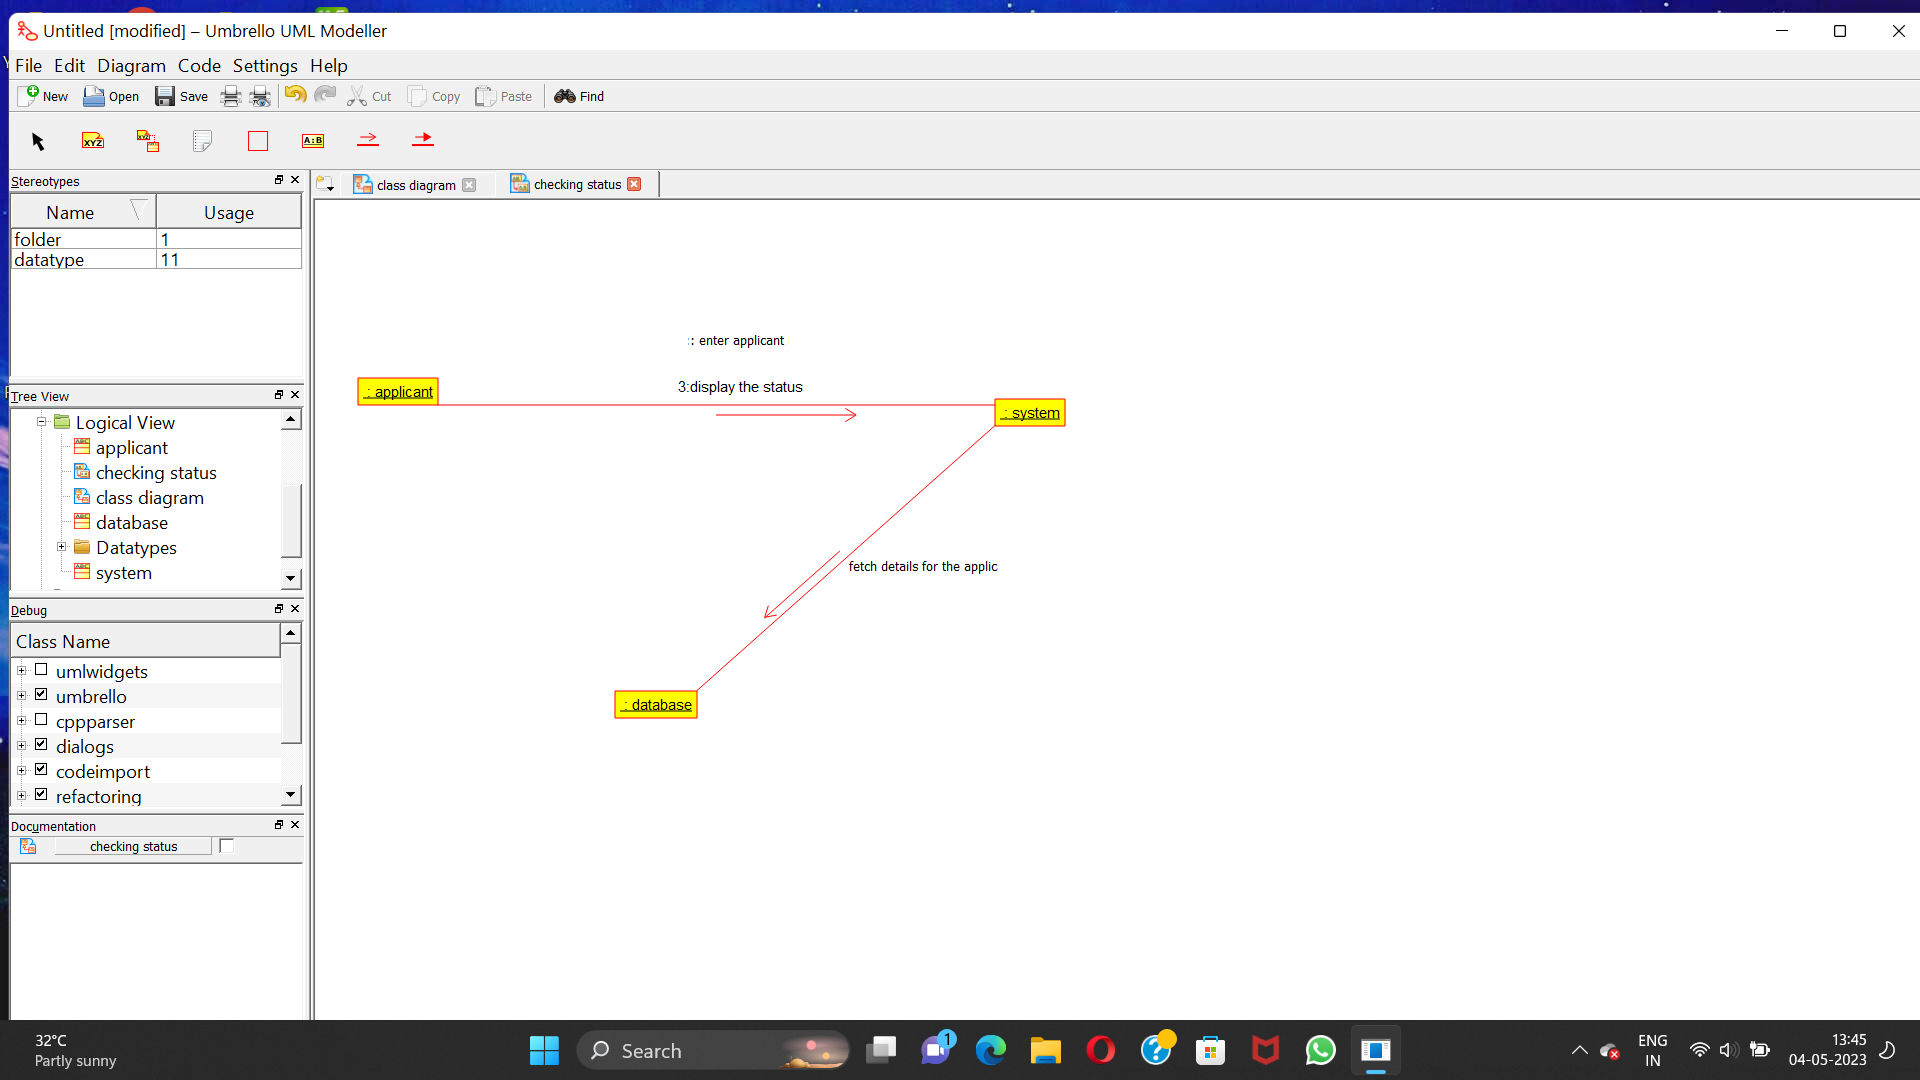 Untitled [modified] – Umbrello UML Modeller
File Edit Diagram Code Settings Help
New Open Save Cut Copy Paste Find
XYZ XYZ A:B
Stereotypes
class diagram checking status
Name Usage
folder 1
datatype 11
:: enter applicant
3:display the status
: applicant
: system
fetch details for the applic
: database
Tree View
Logical View
applicant
checking status
class diagram
database
Datatypes
system
Debug
Class Name
umlwidgets
umbrello
cppparser
dialogs
codeimport
refactoring
Documentation
checking status
32°C
Partly sunny
Search
1
ENG
IN
13:45
04-05-2023